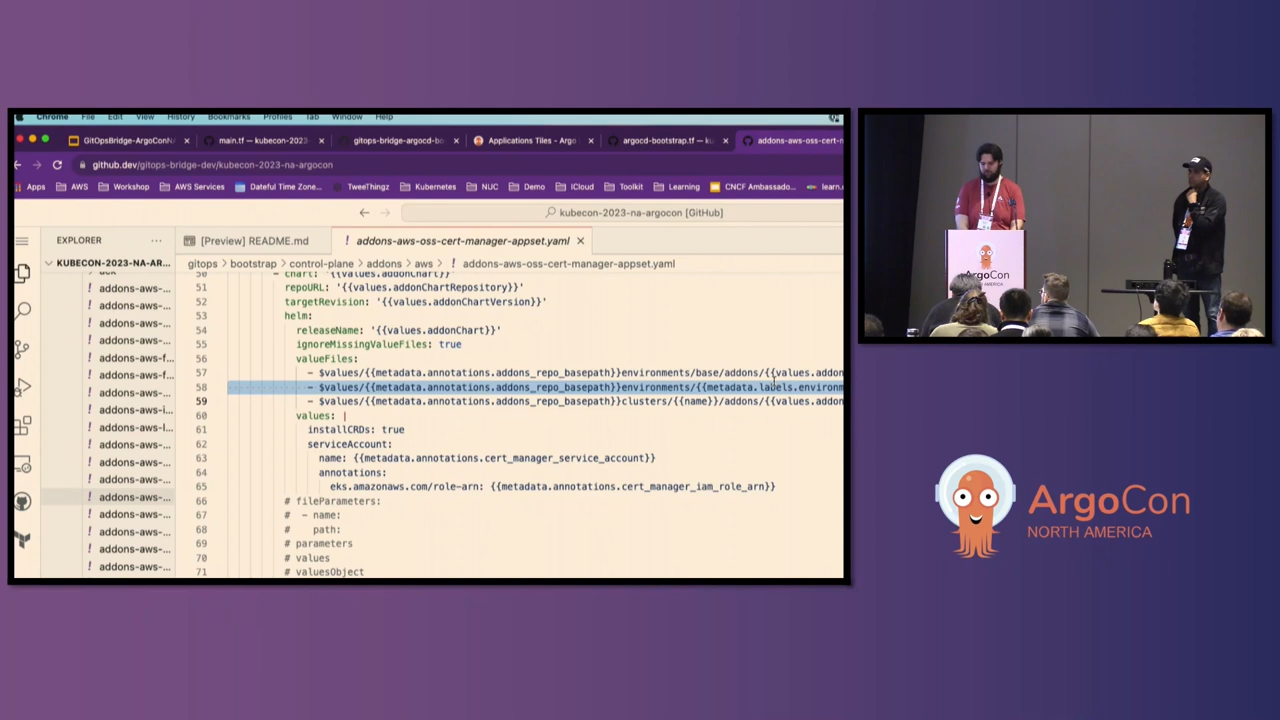 Chrome File Edit View History Bookmarks Profiles Tab Window Help
GitOpsBridge-ArgoConN main.tf — kubecon-2023- gitops-bridge-argocd-bo Applications Tiles - Argo argocd-bootstrap.tf — ku addons-aws-oss-cert-m
github.dev/gitops-bridge-dev/kubecon-2023-na-argocon
Apps AWS Workshop AWS Services Dateful Time Zone... TweeThingz Kubernetes NUC Demo ICloud Toolkit Learning CNCF Ambassado... learn.
kubecon-2023-na-argocon [GitHub]
EXPLORER ... [Preview] README.md ! addons-aws-oss-cert-manager-appset.yaml
KUBECON-2023-NA-AR...
gitops > bootstrap > control-plane > addons > aws > ! addons-aws-oss-cert-manager-appset.yaml
ack
! addons-aws-...
! addons-aws-...
! addons-aws-...
! addons-aws-...
! addons-aws-f...
! addons-aws-f...
! addons-aws-...
! addons-aws-i...
! addons-aws-l...
! addons-aws-...
! addons-aws-...
! addons-aws-...
! addons-aws-...
! addons-aws-...
! addons-aws-...
! addons-aws-...
! addons-aws-...
50 - chart: '{{values.addonChart}}'
51 repoURL: '{{values.addonChartRepository}}'
52 targetRevision: '{{values.addonChartVersion}}'
53 helm:
54 releaseName: '{{values.addonChart}}'
55 ignoreMissingValueFiles: true
56 valueFiles:
57 - $values/{{metadata.annotations.addons_repo_basepath}}environments/base/addons/{{values.addon
58 - $values/{{metadata.annotations.addons_repo_basepath}}environments/{{metadata.labels.environm
59 - $values/{{metadata.annotations.addons_repo_basepath}}clusters/{{name}}/addons/{{values.addon
60 values: |
61 installCRDs: true
62 serviceAccount:
63 name: {{metadata.annotations.cert_manager_service_account}}
64 annotations:
65 eks.amazonaws.com/role-arn: {{metadata.annotations.cert_manager_iam_role_arn}}
66 # fileParameters:
67 # - name:
68 # path:
69 # parameters
70 # values
71 # valuesObject
ArgoCon
ArgoCon
NORTH AMERICA